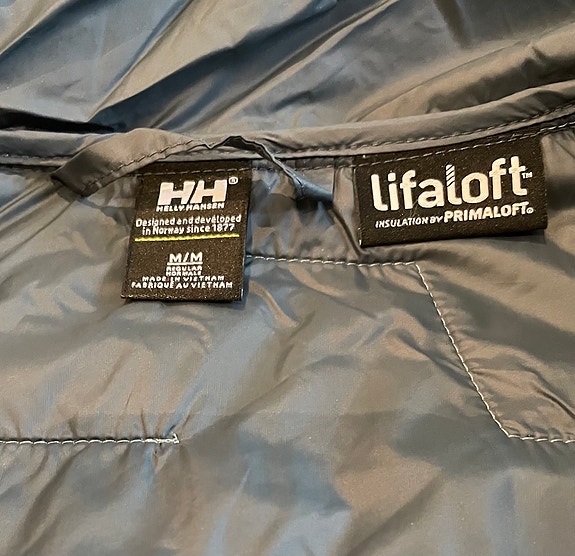 HH®
HELLY HANSEN
Designed and developed
in Norway since 1877
M/M
REGULAR
NORMALE
MADE IN VIETNAM
FABRIQUÉ AU VIETNAM
lifaloft™
INSULATION BY PRIMALOFT®